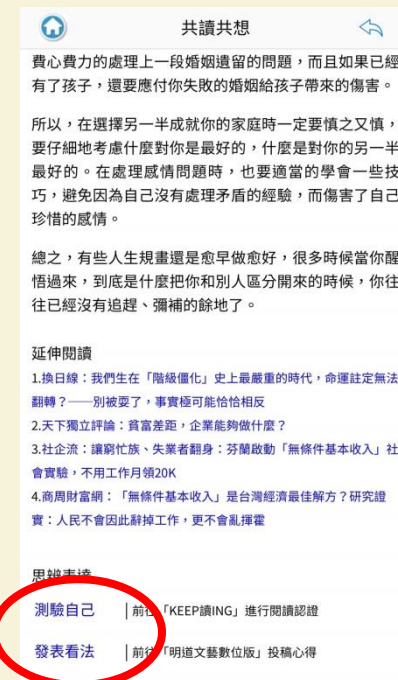 共讀共想
費心費力的處理上一段婚姻遺留的問題，而且如果已經
有了孩子，還要應付你失敗的婚姻給孩子帶來的傷害。
所以，在選擇另一半成就你的家庭時一定要慎之又慎，
要仔細地考慮什麼對你是最好的，什麼是對你的另一半
最好的。在處理感情問題時，也要適當的學會一些技
巧，避免因為自己沒有處理矛盾的經驗，而傷害了自己
珍惜的感情。
總之，有些人生規畫還是愈早做愈好，很多時候當你醒
悟過來，到底是什麼把你和別人區分開來的時候，你往
往已經沒有追趕、彌補的餘地了。
延伸閱讀
1.換日線：我們生在「階級僵化」史上最嚴重的時代，命運註定無法
翻轉？──別被耍了，事實極可能恰恰相反
2.天下獨立評論：貧富差距，企業能夠做什麼？
3.社企流：讓窮忙族、失業者翻身：芬蘭啟動「無條件基本收入」社
會實驗，不用工作月領20K
4.商周財富網：「無條件基本收入」是台灣經濟最佳解方？研究證
實：人民不會因此辭掉工作，更不會亂揮霍
思辨表達
測驗自己 |前往「KEEP讀ING」進行閱讀認證
發表看法 |前往「明道文藝數位版」投稿心得